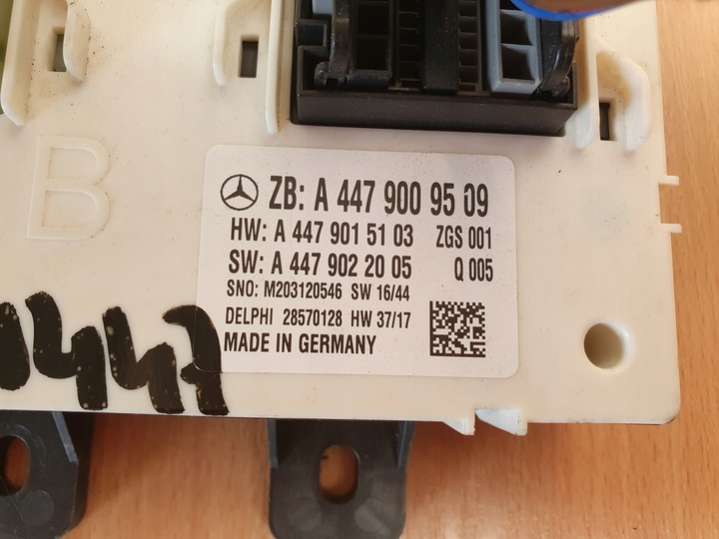 B
ZB: A 447 900 95 09
HW: A 447 901 51 03 ZGS 001
SW: A 447 902 20 05 Q 005
SNO: M203120546 SW 16/44
DELPHI 28570128 HW 37/17
MADE IN GERMANY
447